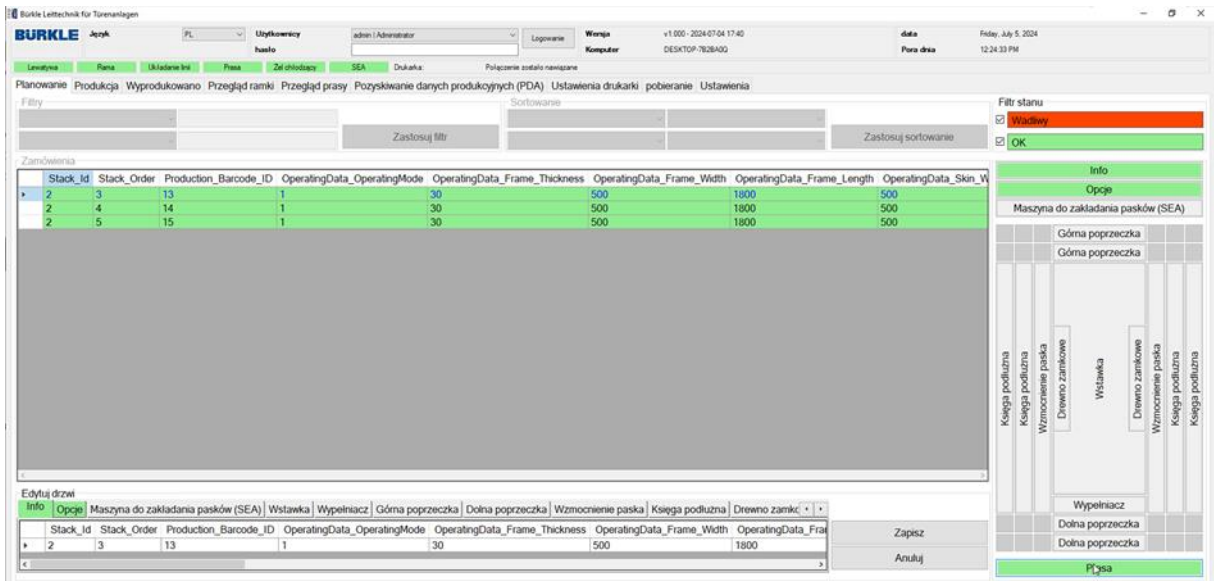 Bürkle Leittechnik für Türenanlagen
BÜRKLE Język PL Użytkownicy admin | Administrator Logowanie Wersja v1.000 - 2024-07-04 17:40 data Friday, July 5, 2024
hasło Komputer DESKTOP-7B2BA0Q Pora dnia 12:24:33 PM
Lewatywa Rama Układanie linii Prasa Żel chłodzący SEA Drukarka: Połączenie zostało nawiązane
Planowanie Produkcja Wyprodukowano Przegląd ramki Przegląd prasy Pozyskiwanie danych produkcyjnych (PDA) Ustawienia drukarki pobieranie Ustawienia
Filtry Sortowanie Filtr stanu
Wadliwy
Zastosuj filtr Zastosuj sortowanie OK
Zamówienia
Stack_Id Stack_Order Production_Barcode_ID OperatingData_OperatingMode OperatingData_Frame_Thickness OperatingData_Frame_Width OperatingData_Frame_Length OperatingData_Skin_W
2 3 13 1 30 500 1800 500
2 4 14 1 30 500 1800 500
2 5 15 1 30 500 1800 500
Info
Opcje
Maszyna do zakładania pasków (SEA)
Górna poprzeczka
Górna poprzeczka
Księga podłużna
Księga podłużna
Wzmocnienie paska
Drewno zamkowe
Wstawka
Drewno zamkowe
Wzmocnienie paska
Księga podłużna
Księga podłużna
Wypełniacz
Dolna poprzeczka
Dolna poprzeczka
Prasa
Edytuj drzwi
Info Opcje Maszyna do zakładania pasków (SEA) Wstawka Wypełniacz Górna poprzeczka Dolna poprzeczka Wzmocnienie paska Księga podłużna Drewno zamkc
Stack_Id Stack_Order Production_Barcode_ID OperatingData_OperatingMode OperatingData_Frame_Thickness OperatingData_Frame_Width OperatingData_Frar
2 3 13 1 30 500 1800
Zapisz
Anuluj